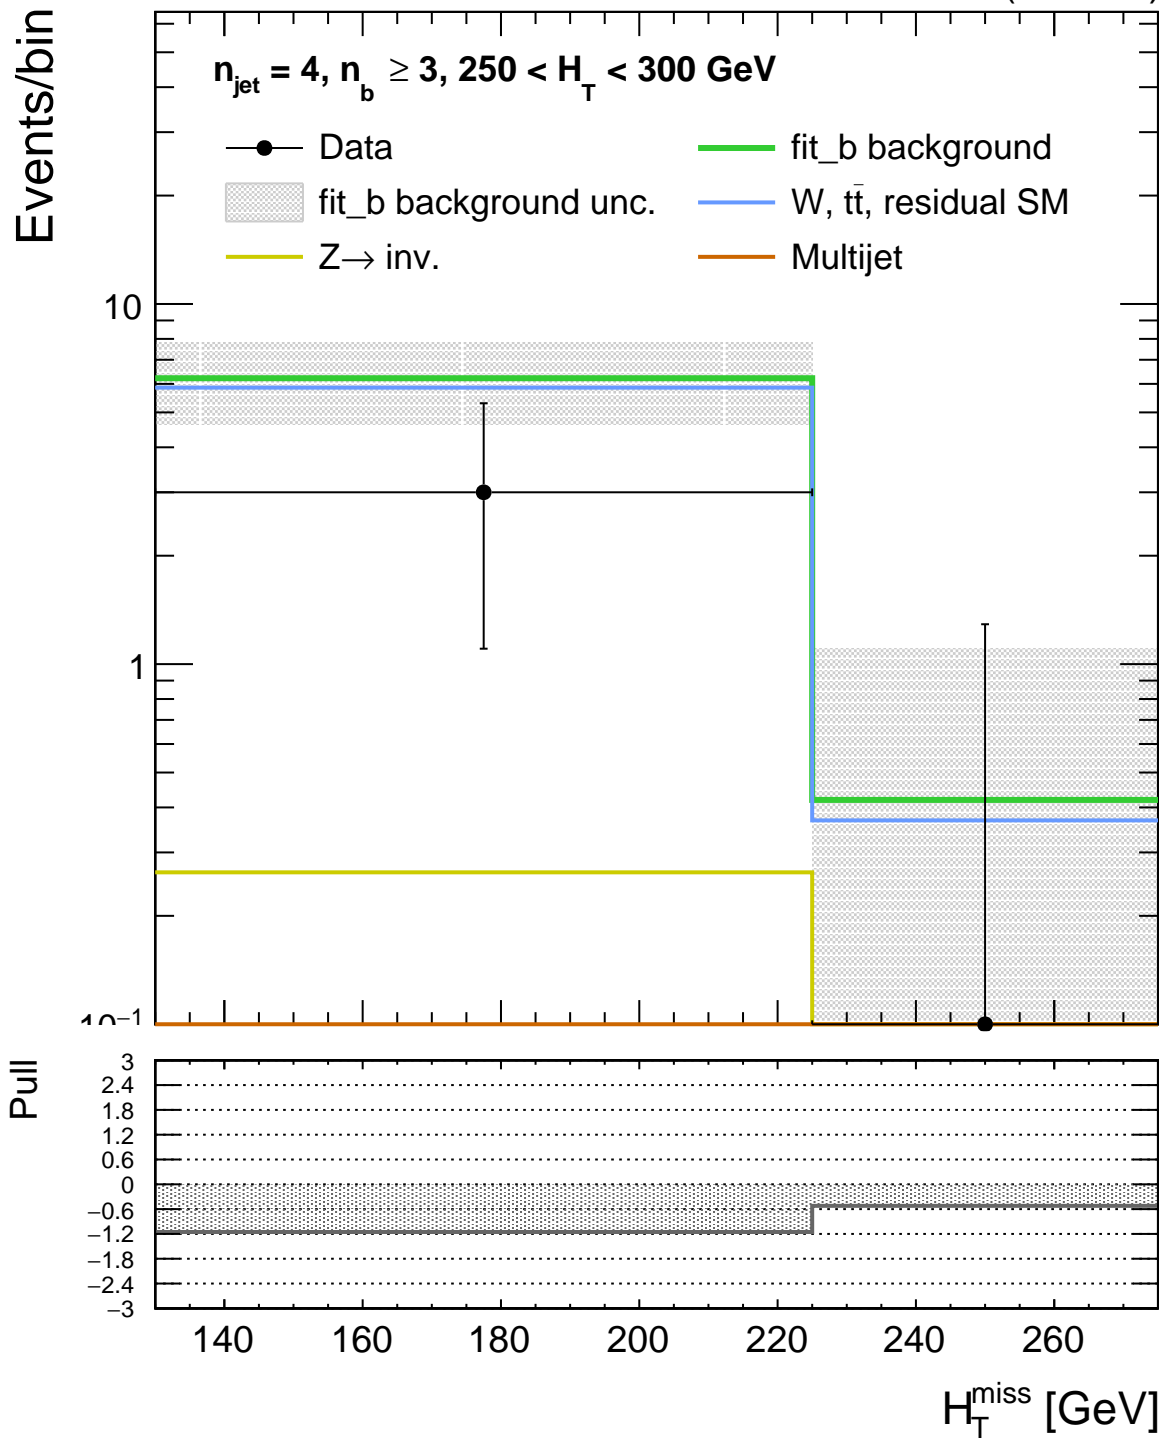 Events/bin
n_jet = 4, n_b ≥ 3, 250 < H_T < 300 GeV
Data
fit_b background
fit_b background unc.
W, tt̄, residual SM
Z→ inv.
Multijet
10
1
10⁻¹
Pull
3
2.4
1.8
1.2
0.6
0
−0.6
−1.2
−1.8
−2.4
−3
140 160 180 200 220 240 260
H_T^miss [GeV]